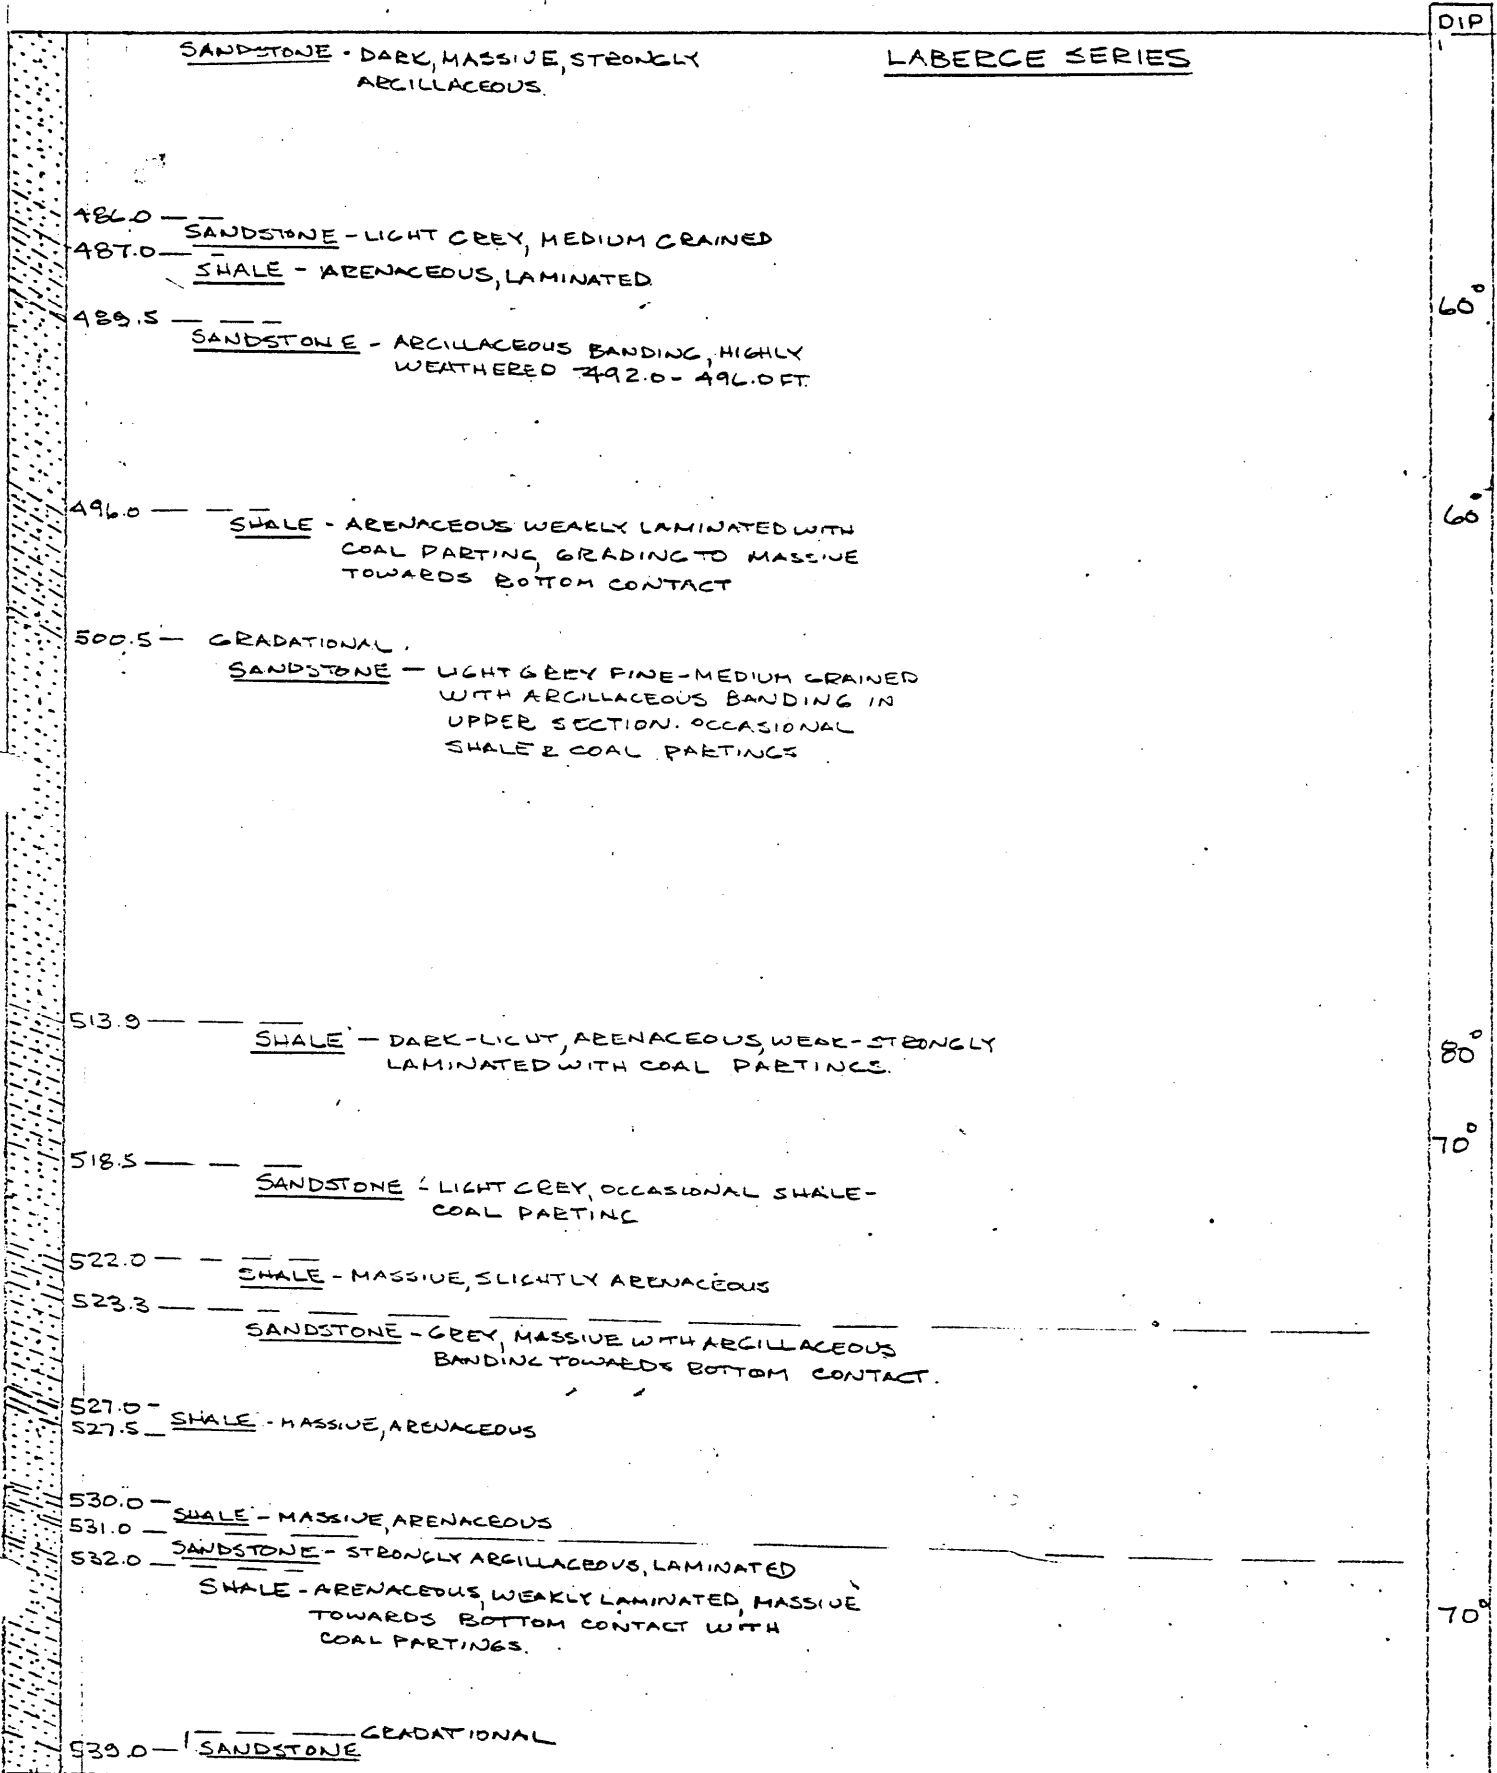 DIP
SANDSTONE - DARK, MASSIVE, STRONGLY
ARGILLACEOUS.
LABERGE SERIES
486.0
SANDSTONE - LIGHT GREY, MEDIUM GRAINED
487.0
SHALE - ARENACEOUS, LAMINATED.
489.5
60°
SANDSTONE - ARGILLACEOUS BANDING, HIGHLY
WEATHERED 492.0 - 496.0 FT.
496.0
60°
SHALE - ARENACEOUS WEAKLY LAMINATED WITH
COAL PARTING, GRADING TO MASSIVE
TOWARDS BOTTOM CONTACT
500.5 - GRADATIONAL.
SANDSTONE - LIGHT GREY FINE-MEDIUM GRAINED
WITH ARGILLACEOUS BANDING IN
UPPER SECTION. OCCASIONAL
SHALE & COAL PARTINGS
513.9
SHALE - DARK-LIGHT, ARENACEOUS, WEAK-STRONGLY
LAMINATED WITH COAL PARTINGS.
80°
70°
518.5
SANDSTONE - LIGHT GREY, OCCASIONAL SHALE-
COAL PARTING
522.0
SHALE - MASSIVE, SLIGHTLY ARENACEOUS
523.3
SANDSTONE - GREY, MASSIVE WITH ARGILLACEOUS
BANDING TOWARDS BOTTOM CONTACT.
527.0
527.5 SHALE - MASSIVE, ARENACEOUS
530.0
SHALE - MASSIVE, ARENACEOUS
531.0
532.0 SANDSTONE - STRONGLY ARGILLACEOUS, LAMINATED
SHALE - ARENACEOUS, WEAKLY LAMINATED, MASSIVE
TOWARDS BOTTOM CONTACT WITH
COAL PARTINGS.
70°
GRADATIONAL
539.0 - SANDSTONE